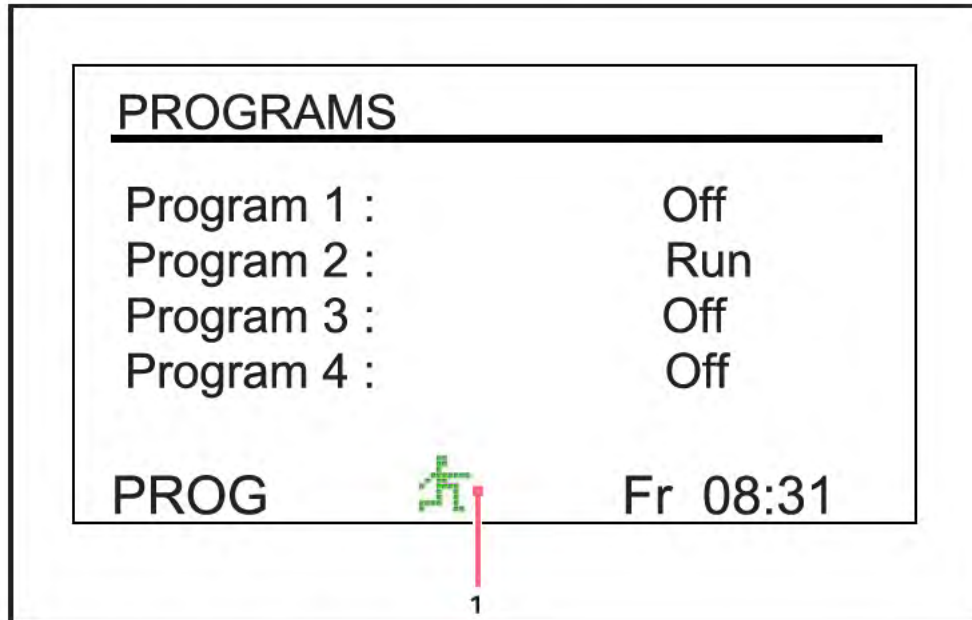 PROGRAMS
Program 1 : Off
Program 2 : Run
Program 3 : Off
Program 4 : Off
PROG Fr 08:31
1